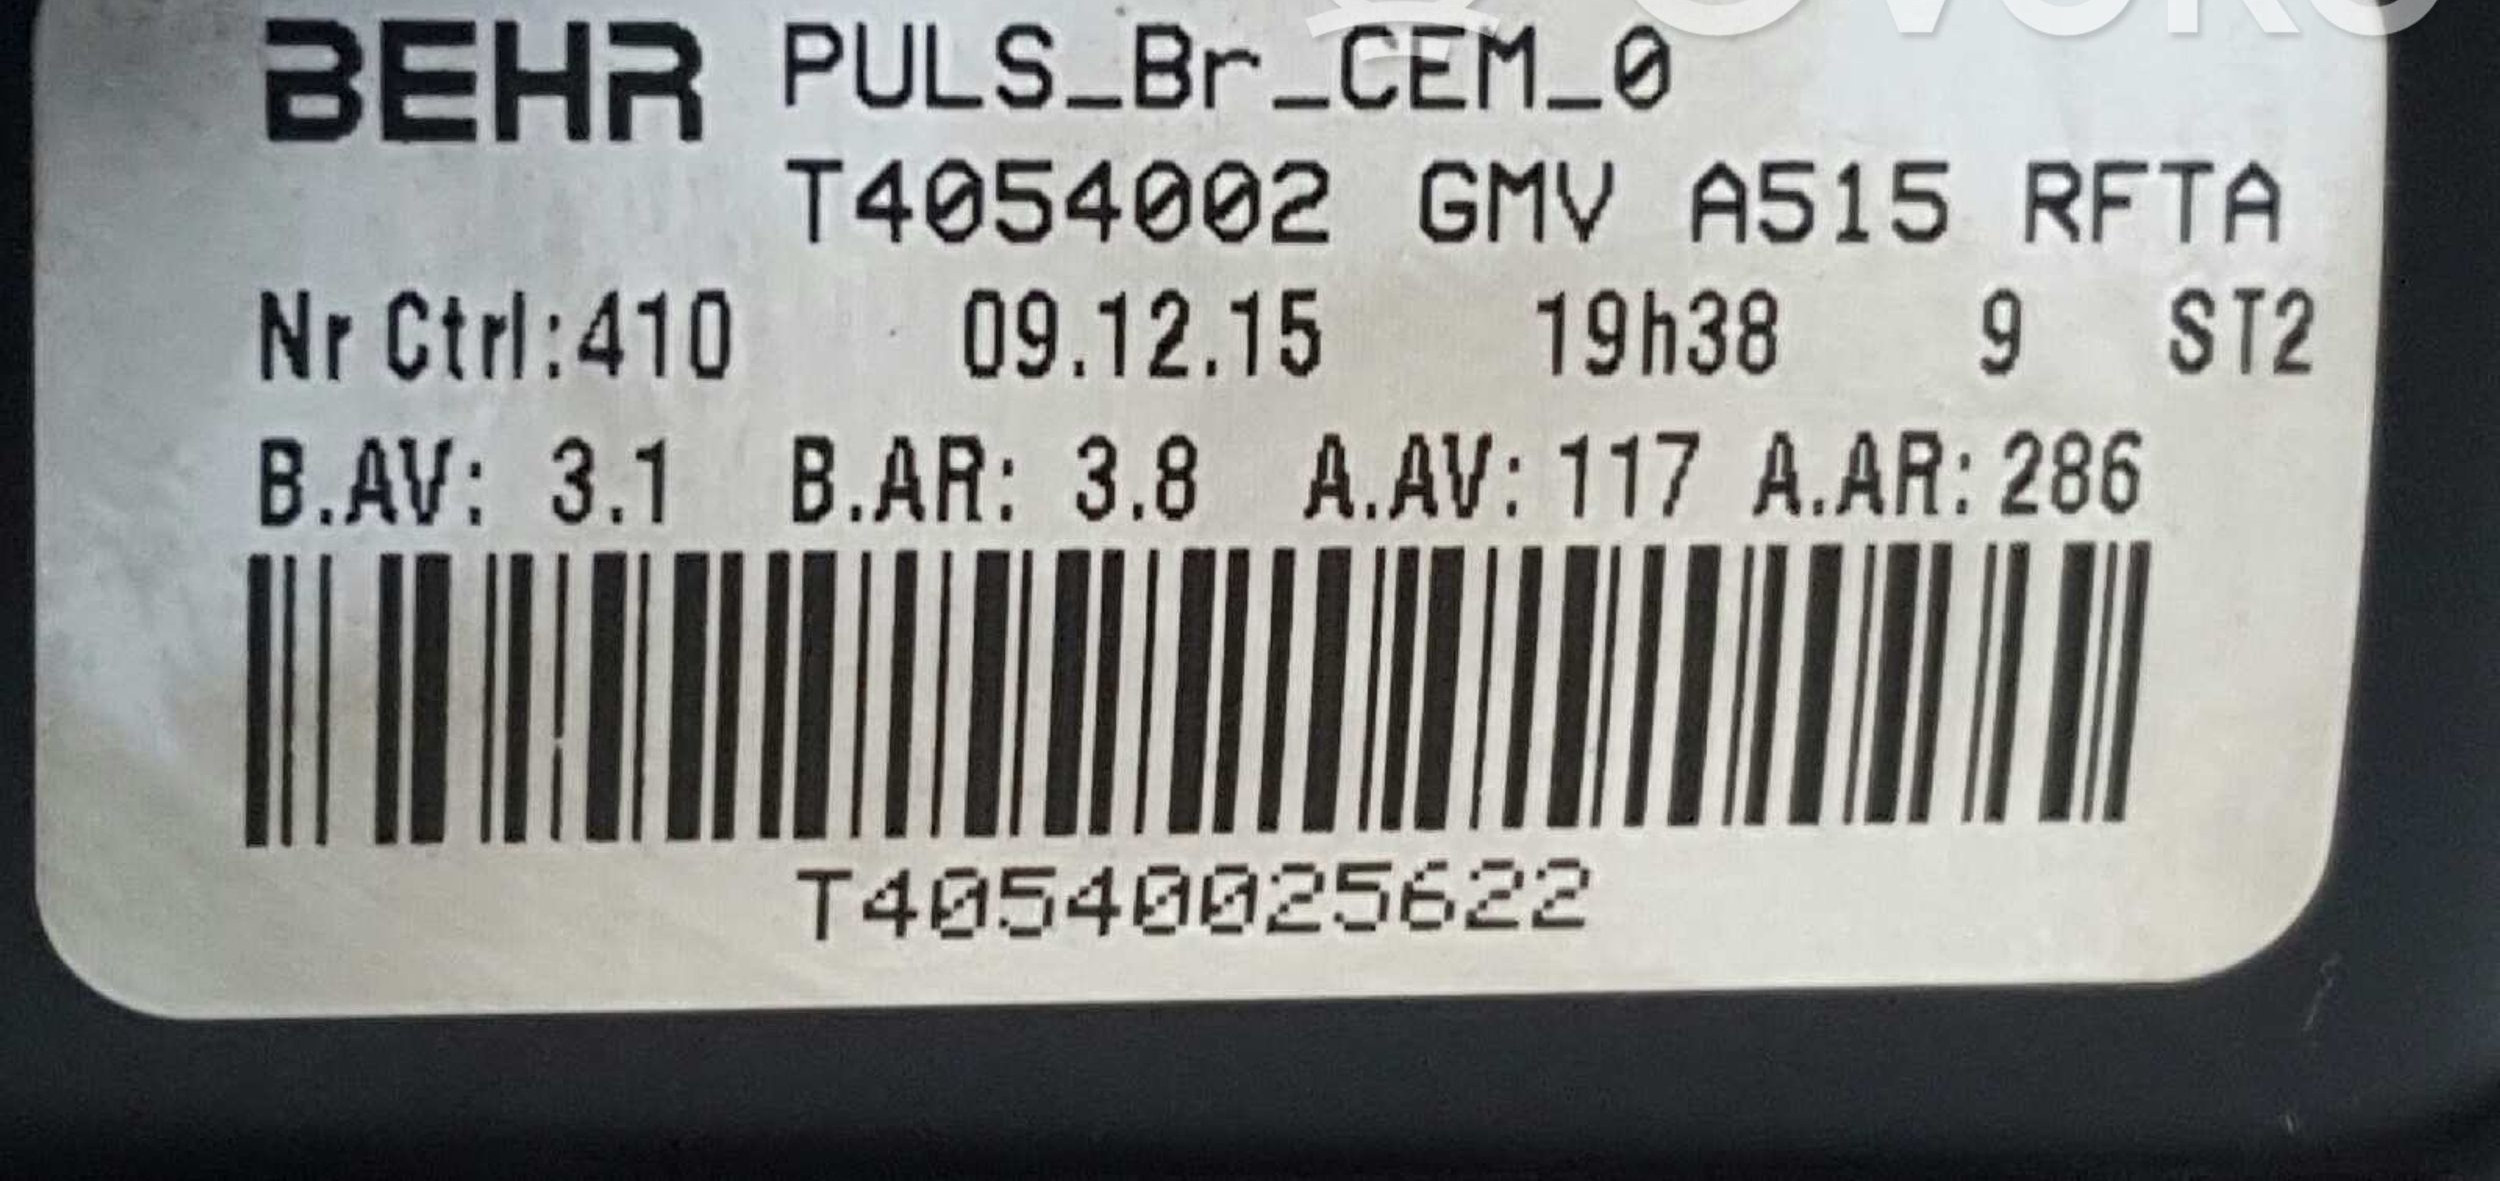 BEHR PULS_Br_CEM_0
T4054002 GMV A515 RFTA
Nr Ctrl:410 09.12.15 19h38 9 ST2
B.AV: 3.1 B.AR: 3.8 A.AV:117 A.AR:286
T40540025622